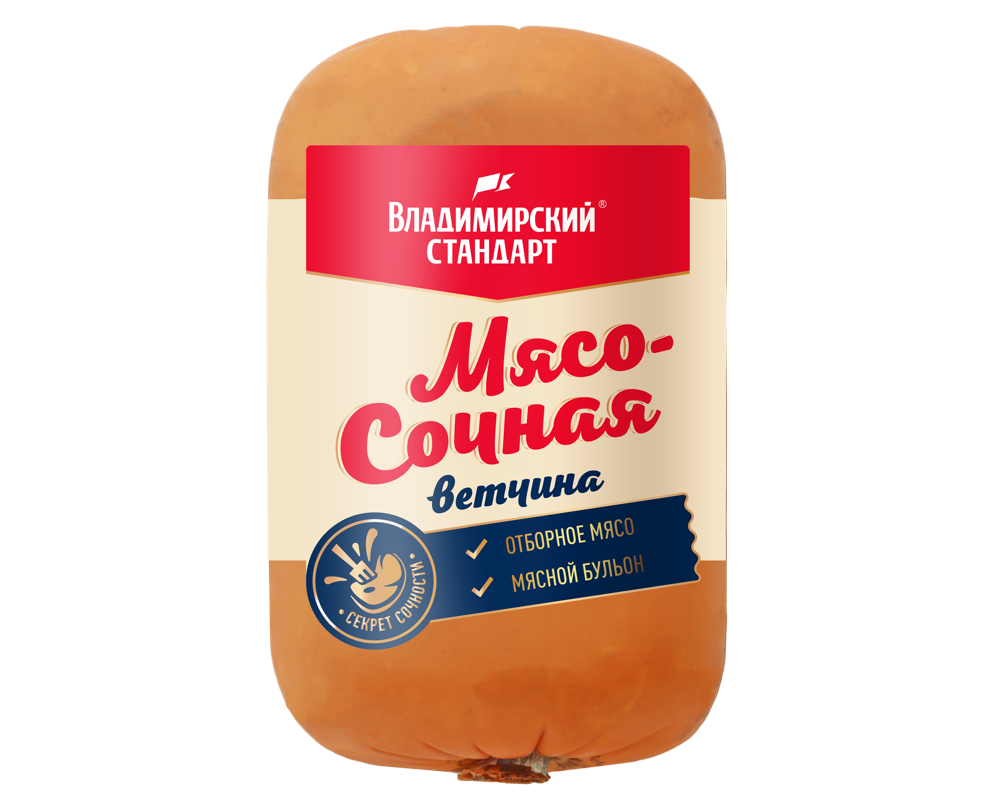 ВЛАДИМИРСКИЙ®
СТАНДАРТ
Мясо-
Сочная
ветчина
ОТБОРНОЕ МЯСО
МЯСНОЙ БУЛЬОН
• СЕКРЕТ СОЧНОСТИ •